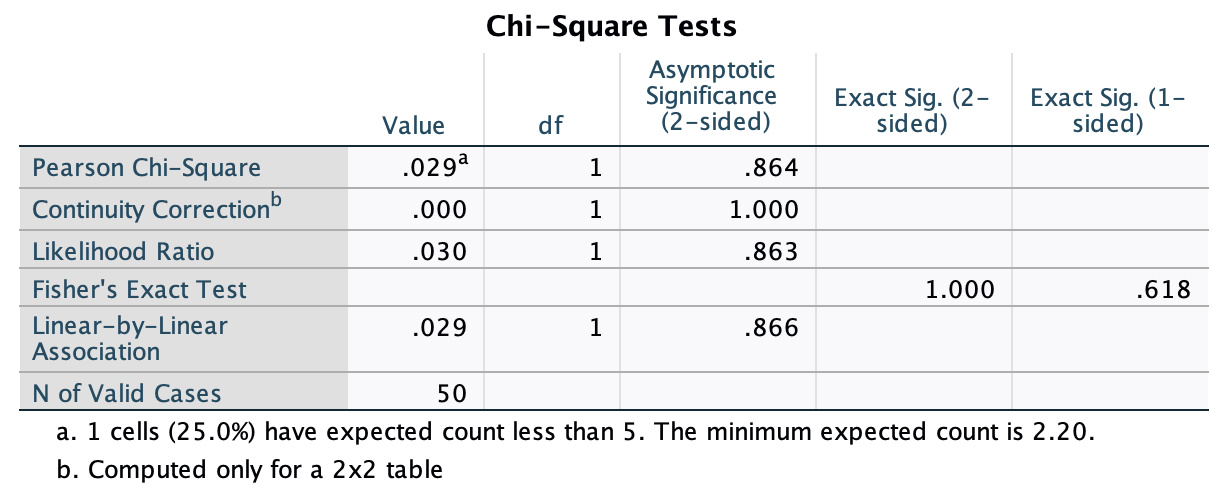 Chi-Square Tests
Value df Asymptotic Significance (2-sided) Exact Sig. (2-sided) Exact Sig. (1-sided)
Pearson Chi-Square .029a 1 .864
Continuity Correctionb .000 1 1.000
Likelihood Ratio .030 1 .863
Fisher's Exact Test 1.000 .618
Linear-by-Linear Association .029 1 .866
N of Valid Cases 50
a. 1 cells (25.0%) have expected count less than 5. The minimum expected count is 2.20.
b. Computed only for a 2x2 table